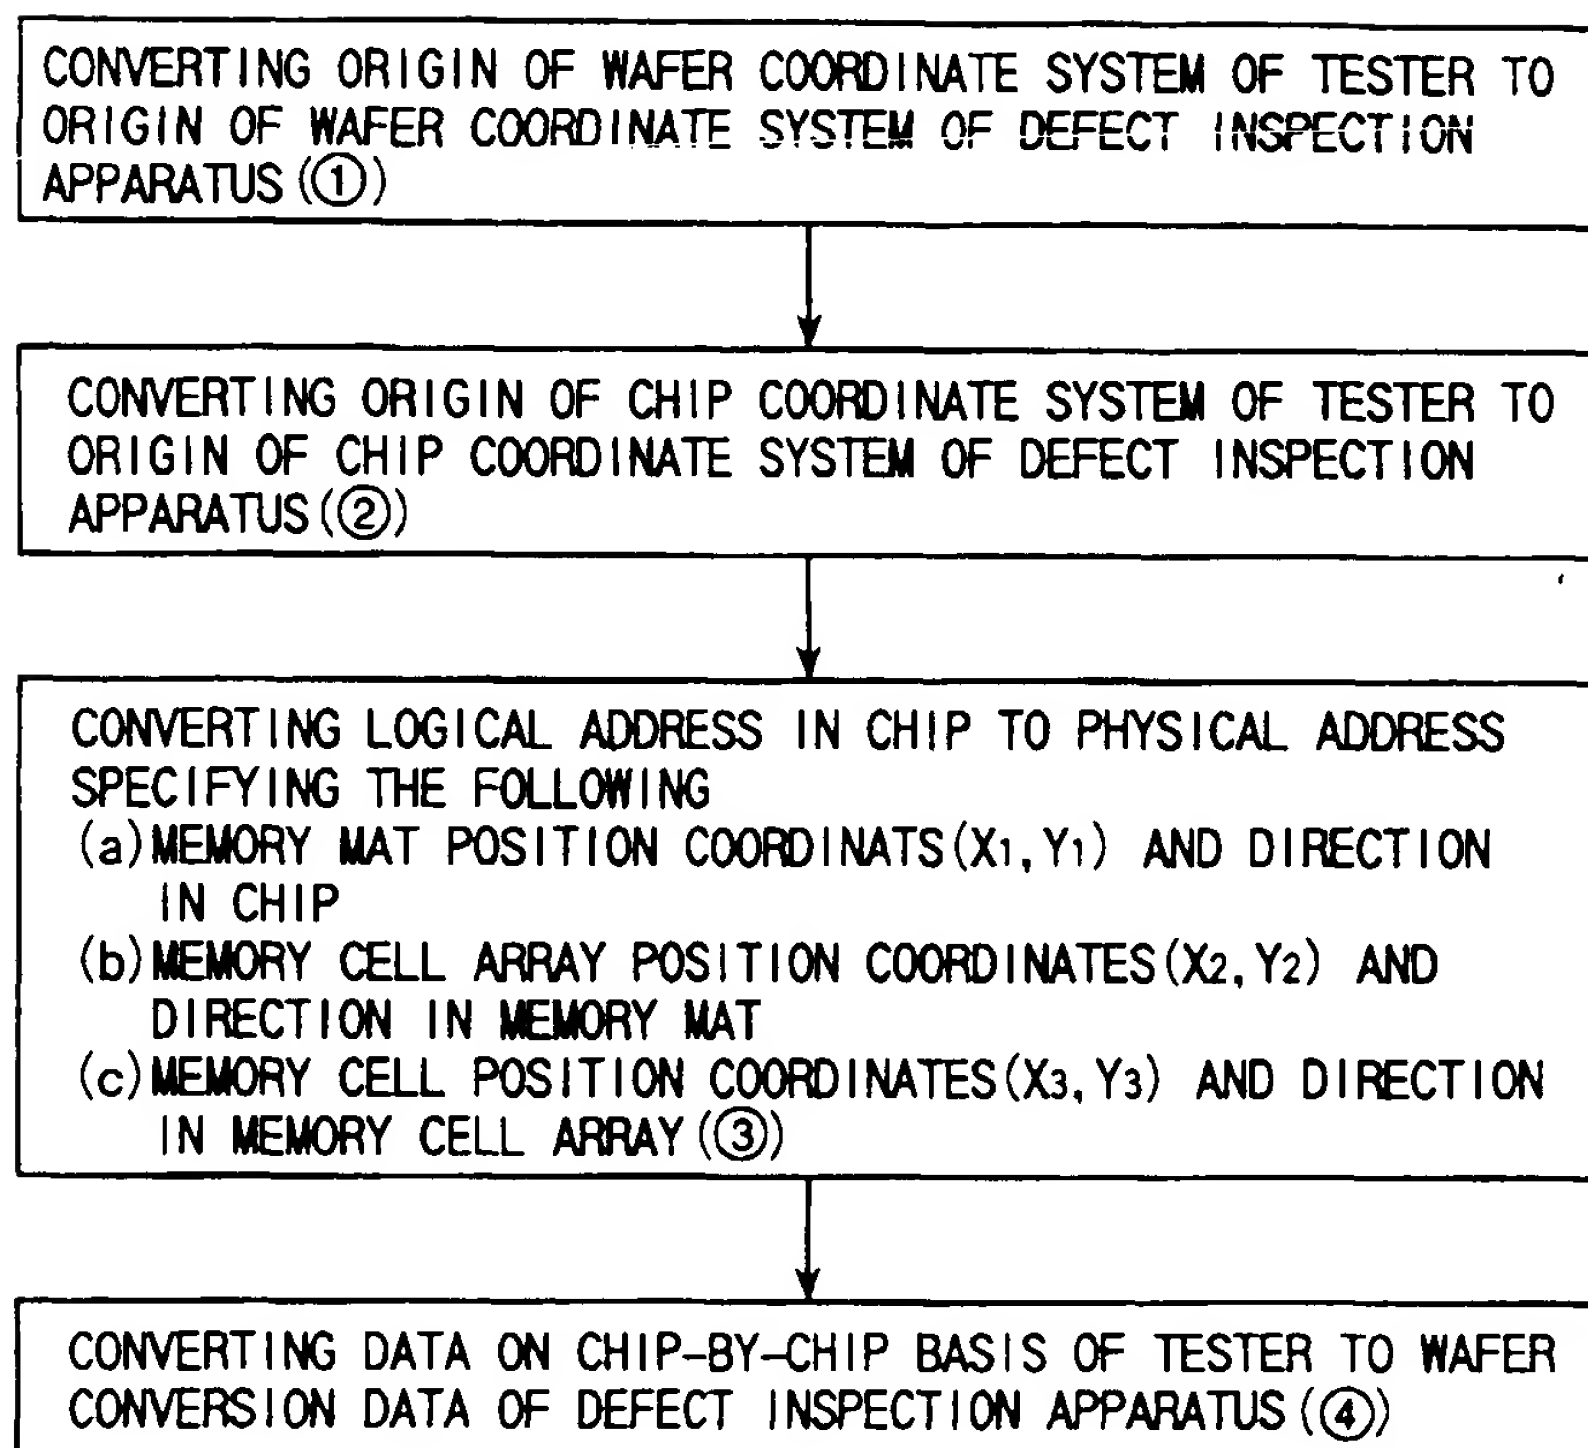 CONVERTING ORIGIN OF WAFER COORDINATE SYSTEM OF TESTER TO
ORIGIN OF WAFER COORDINATE SYSTEM OF DEFECT INSPECTION
APPARATUS(①)
CONVERTING ORIGIN OF CHIP COORDINATE SYSTEM OF TESTER TO
ORIGIN OF CHIP COORDINATE SYSTEM OF DEFECT INSPECTION
APPARATUS(②)
CONVERTING LOGICAL ADDRESS IN CHIP TO PHYSICAL ADDRESS
SPECIFYING THE FOLLOWING
(a)MEMORY MAT POSITION COORDINATS(X1,Y1) AND DIRECTION
IN CHIP
(b)MEMORY CELL ARRAY POSITION COORDINATES(X2,Y2) AND
DIRECTION IN MEMORY MAT
(c)MEMORY CELL POSITION COORDINATES(X3,Y3) AND DIRECTION
IN MEMORY CELL ARRAY(③)
CONVERTING DATA ON CHIP-BY-CHIP BASIS OF TESTER TO WAFER
CONVERSION DATA OF DEFECT INSPECTION APPARATUS(④)